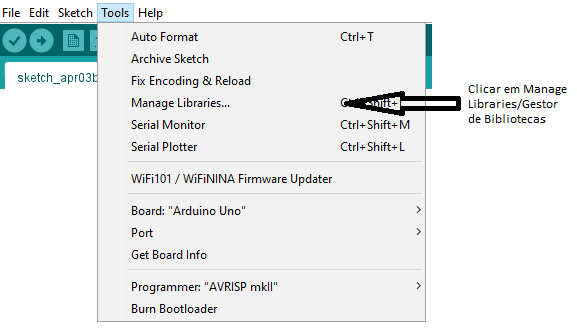 File Edit Sketch Tools Help
sketch_apr03b
Auto Format Ctrl+T
Archive Sketch
Fix Encoding & Reload
Manage Libraries...
Serial Monitor Ctrl+Shift+M
Serial Plotter Ctrl+Shift+L
WiFi101 / WiFiNINA Firmware Updater
Board: "Arduino Uno"
Port
Get Board Info
Programmer: "AVRISP mkII"
Burn Bootloader
Clicar em Manage
Libraries/Gestor
de Bibliotecas